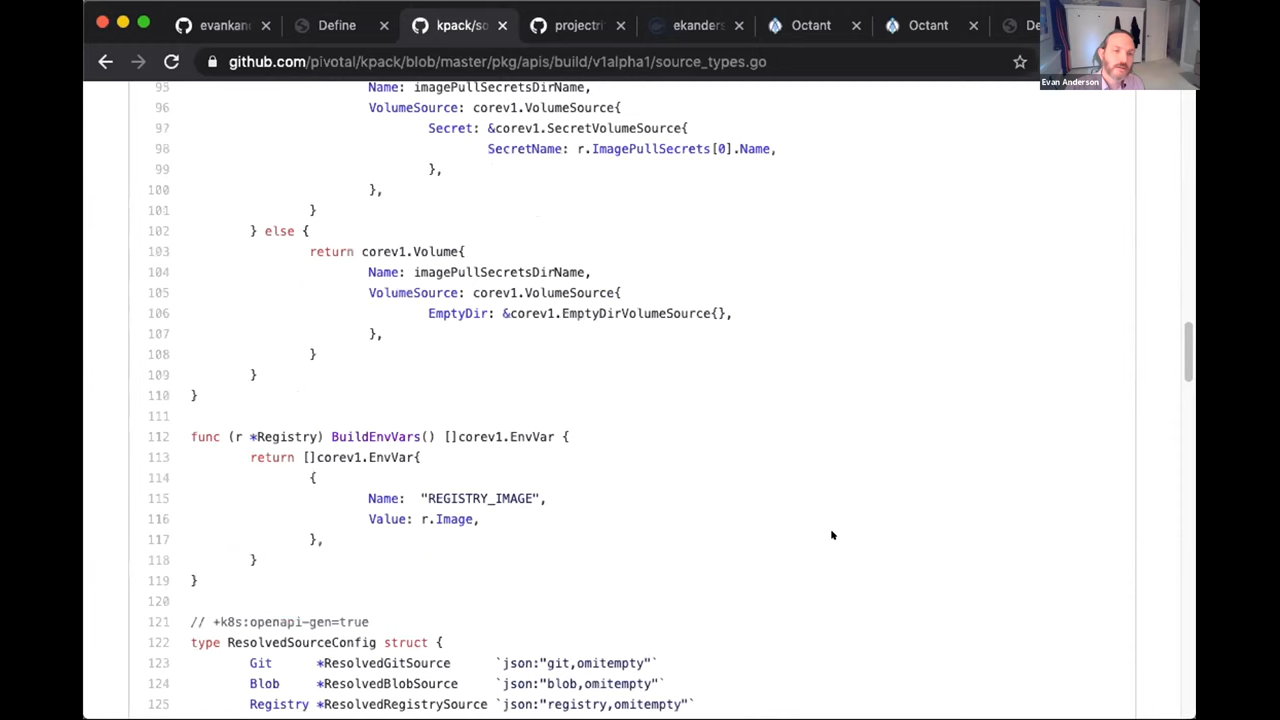 evankan
Define
kpack/so
projectri
ekanders
Octant
Octant
De
github.com/pivotal/kpack/blob/master/pkg/apis/build/v1alpha1/source_types.go
Evan Anderson
95 Name: imagePullSecretsDirName,
96 VolumeSource: corev1.VolumeSource{
97 Secret: &corev1.SecretVolumeSource{
98 SecretName: r.ImagePullSecrets[0].Name,
99 },
100 },
101 }
102 } else {
103 return corev1.Volume{
104 Name: imagePullSecretsDirName,
105 VolumeSource: corev1.VolumeSource{
106 EmptyDir: &corev1.EmptyDirVolumeSource{},
107 },
108 }
109 }
110 }
111
112 func (r *Registry) BuildEnvVars() []corev1.EnvVar {
113 return []corev1.EnvVar{
114 {
115 Name: "REGISTRY_IMAGE",
116 Value: r.Image,
117 },
118 }
119 }
120
121 // +k8s:openapi-gen=true
122 type ResolvedSourceConfig struct {
123 Git *ResolvedGitSource `json:"git,omitempty"`
124 Blob *ResolvedBlobSource `json:"blob,omitempty"`
125 Registry *ResolvedRegistrySource `json:"registry,omitempty"`